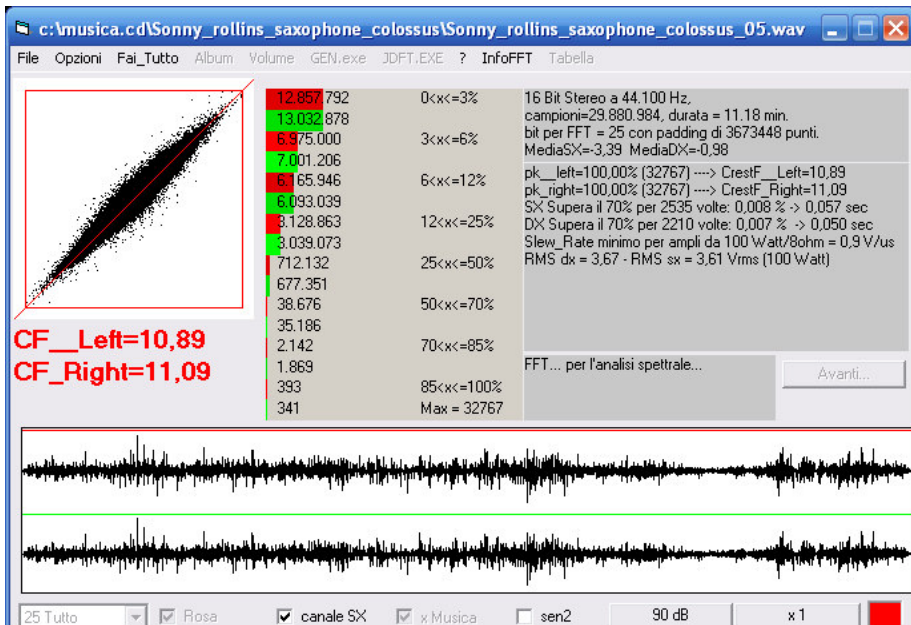 c:\musica.cd\Sonny_rollins_saxophone_colossus\Sonny_rollins_saxophone_colossus_05.wav
File Opzioni Fai_Tutto Album Volume GEN.exe JDFT.EXE ? InfoFFT Tabella
12.857.792 0<x<=3%
13.032.878
6.975.000 3<x<=6%
7.001.206
6.165.946 6<x<=12%
6.093.039
3.128.863 12<x<=25%
3.039.073
712.132 25<x<=50%
677.351
38.676 50<x<=70%
35.186
2.142 70<x<=85%
1.869
393 85<x<=100%
341 Max = 32767
16 Bit Stereo a 44.100 Hz,
campioni=29.880.984, durata = 11.18 min.
bit per FFT = 25 con padding di 3673448 punti.
MediaSX=-3,39 MediaDX=-0,98
pk__left=100,00% (32767) ----> CrestF__Left=10,89
pk_right=100,00% (32767) ----> CrestF_Right=11,09
SX Supera il 70% per 2535 volte: 0,008 % -> 0,057 sec
DX Supera il 70% per 2210 volte: 0,007 % -> 0,050 sec
Slew_Rate minimo per ampli da 100 Watt/8ohm = 0,9 V/us
RMS dx = 3,67 - RMS sx = 3,61 Vrms (100 Watt)
CF__Left=10,89
CF_Right=11,09
FFT... per l'analisi spettrale...
Avanti...
25 Tutto Rosa canale SX x Musica sen2 90 dB x 1